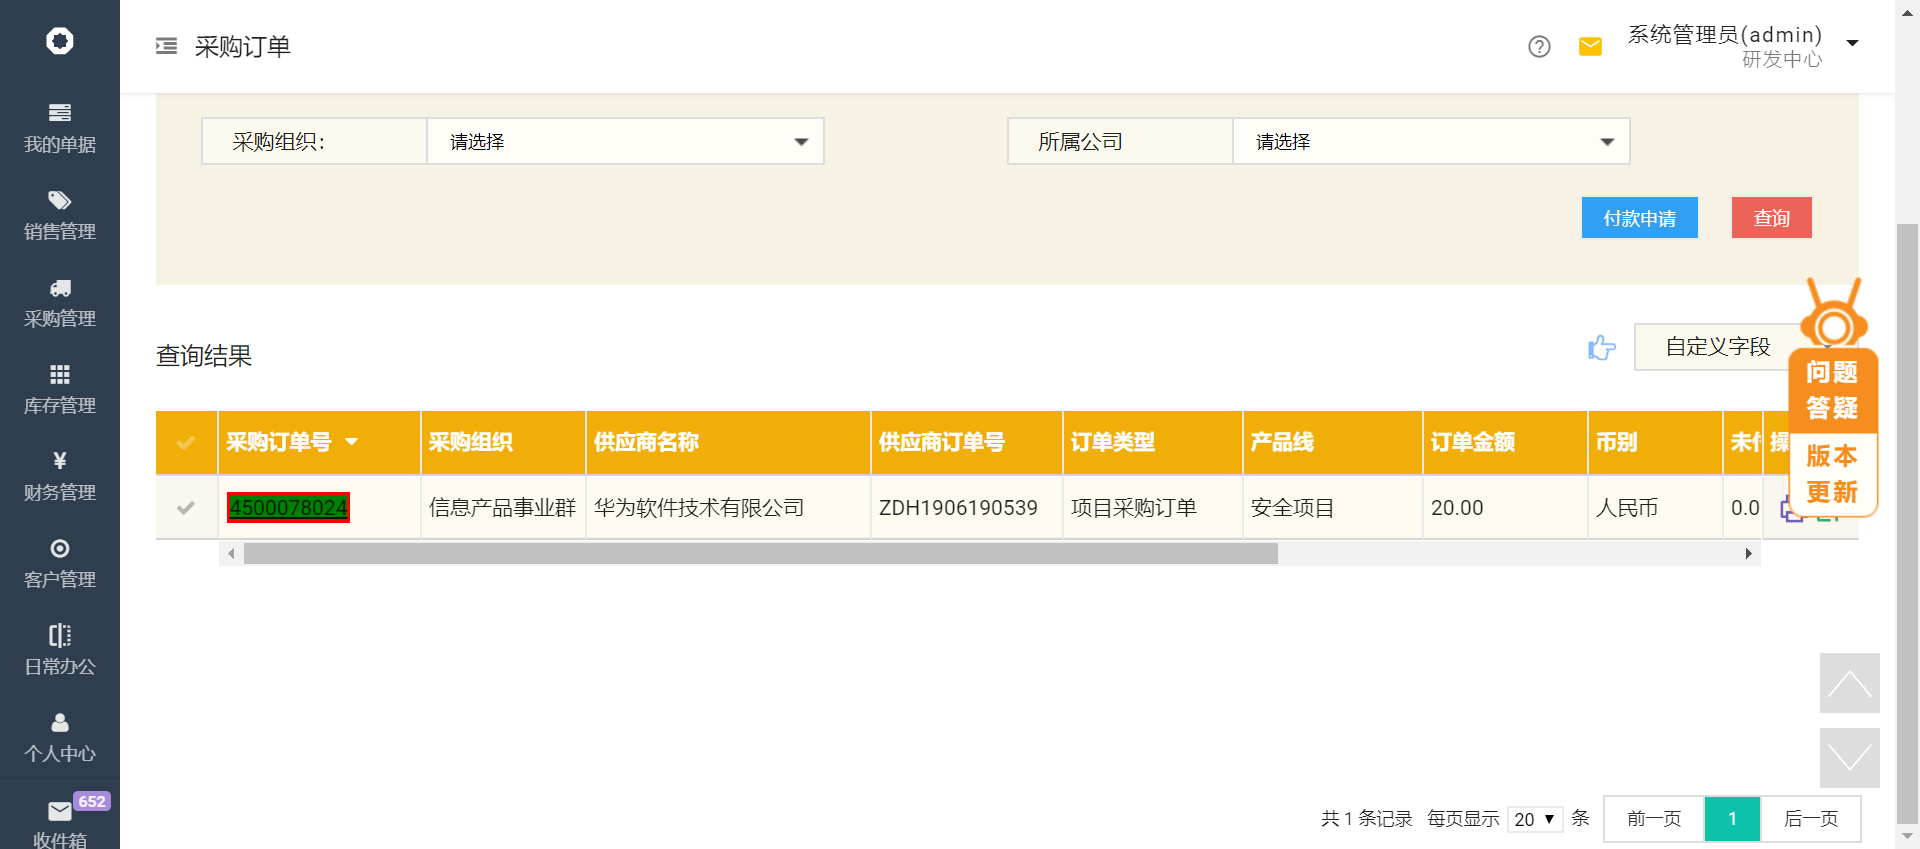 采购订单
系统管理员(admin)
研发中心
我的单据
销售管理
采购管理
库存管理
财务管理
客户管理
日常办公
个人中心
652
收件箱
采购组织：
请选择
所属公司
请选择
付款申请
查询
查询结果
自定义字段
问题
答疑
版本
更新
采购订单号
采购组织
供应商名称
供应商订单号
订单类型
产品线
订单金额
币别
4500078024
信息产品事业群
华为软件技术有限公司
ZDH1906190539
项目采购订单
安全项目
20.00
人民币
0.0
共 1 条记录
每页显示
20
条
前一页
1
后一页